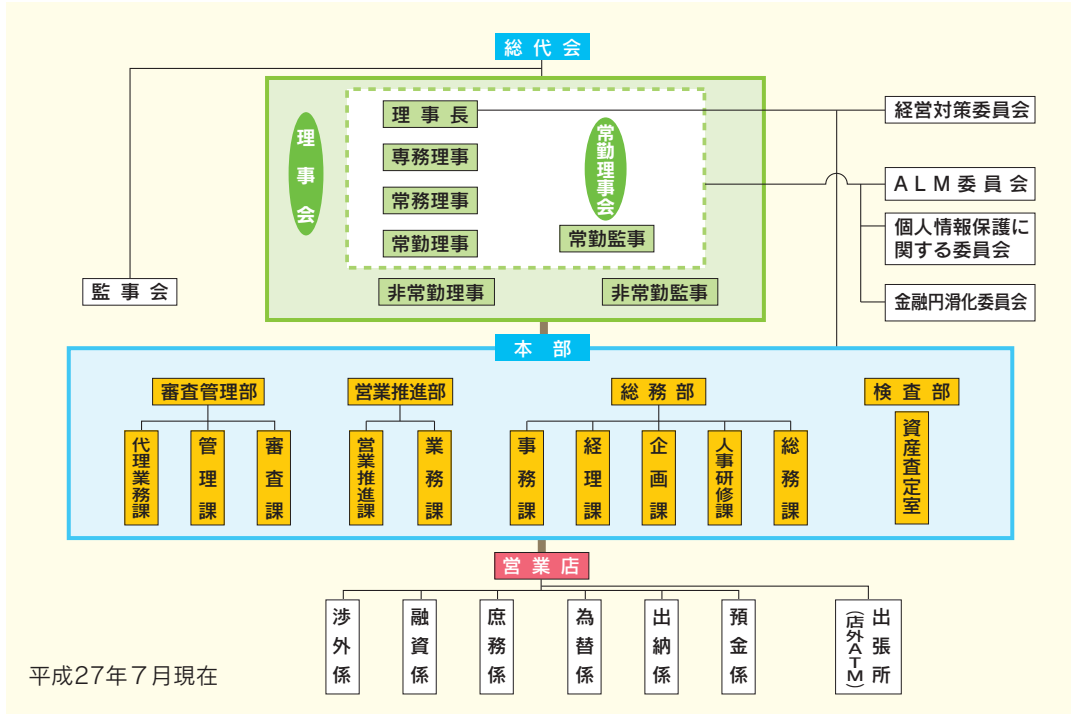 総代会
理事会
理事長
専務理事
常務理事
常勤理事
常勤理事会
常勤監事
非常勤理事
非常勤監事
監事会
経営対策委員会
ALM委員会
個人情報保護に
関する委員会
金融円滑化委員会
本部
審査管理部
営業推進部
総務部
検査部
代理業務課
管理課
審査課
営業推進課
業務課
事務課
経理課
企画課
人事研修課
総務課
資産査定室
営業店
渉外係
融資係
庶務係
為替係
出納係
預金係
出張所
(店外ATM)
平成27年7月現在